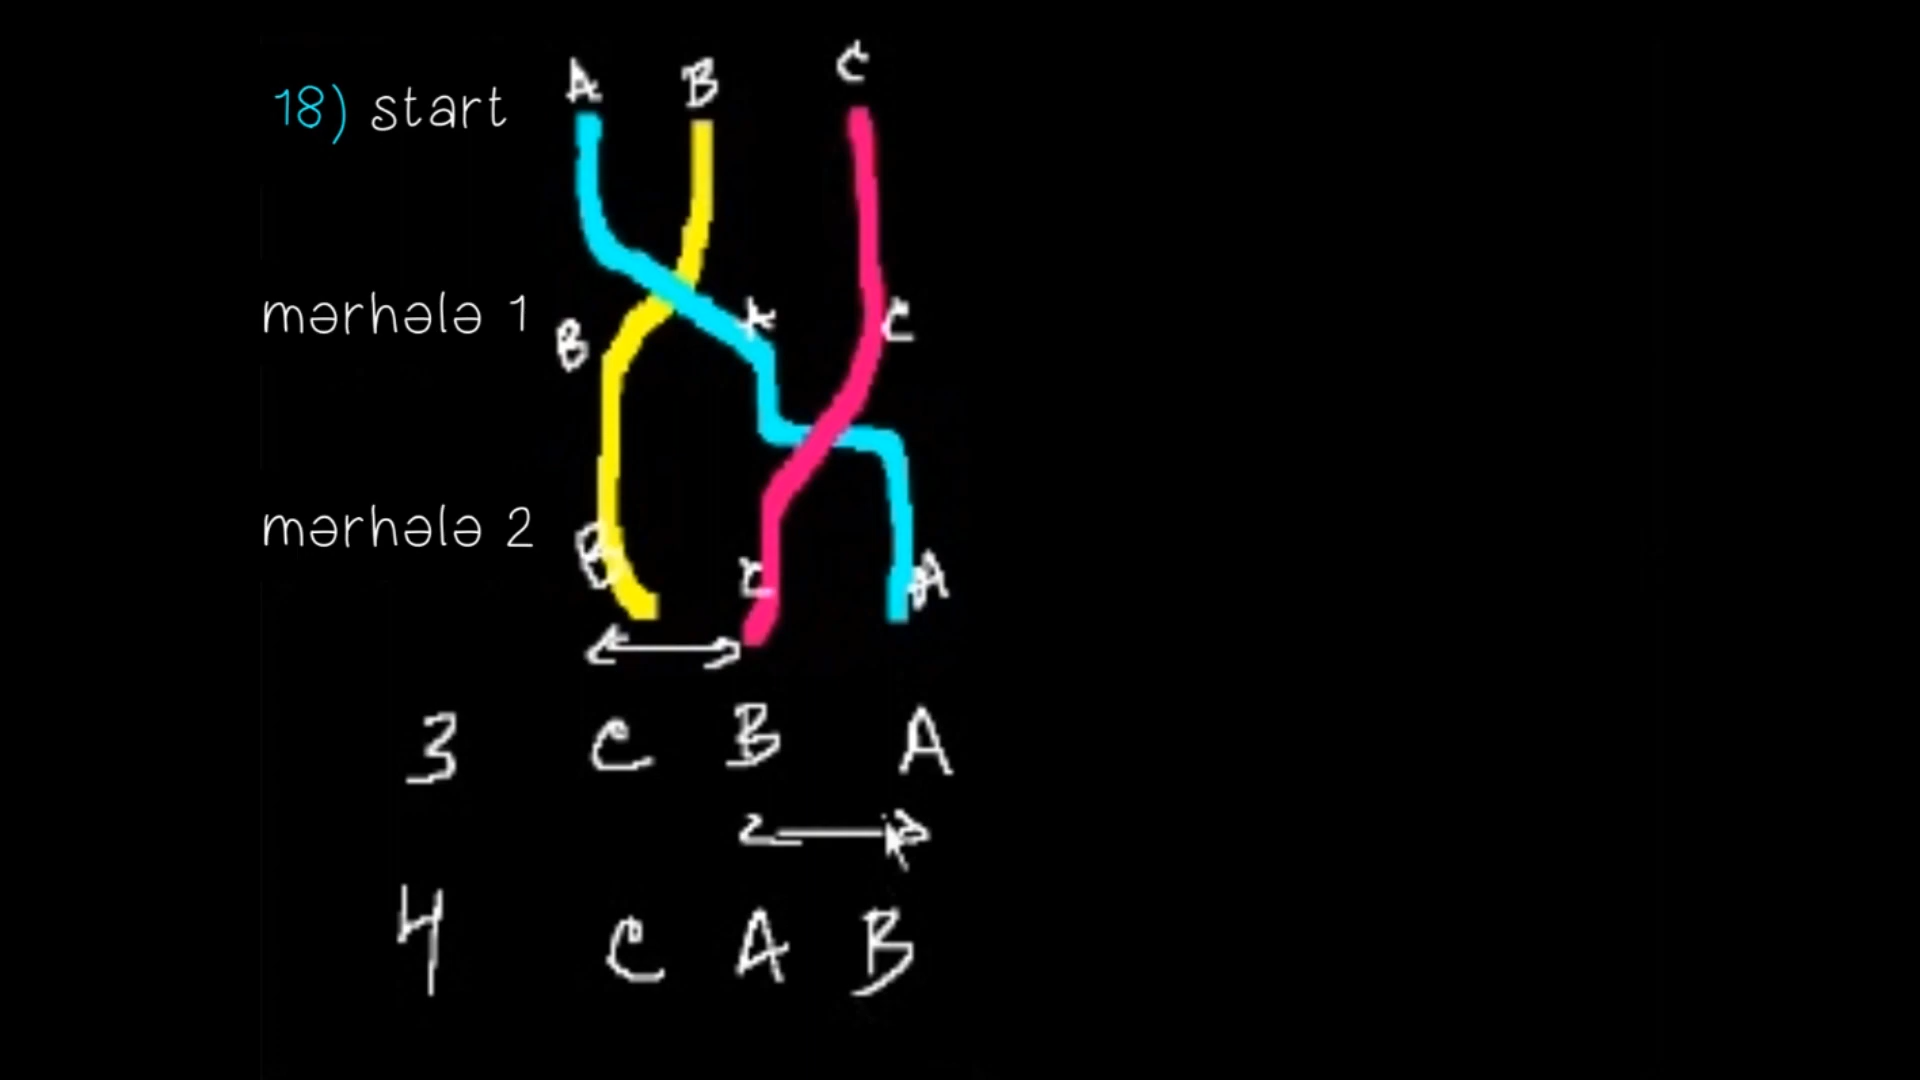 A B C
18) start
mərhələ 1 B A C
mərhələ 2 B C A
3 C B A
4 C A B